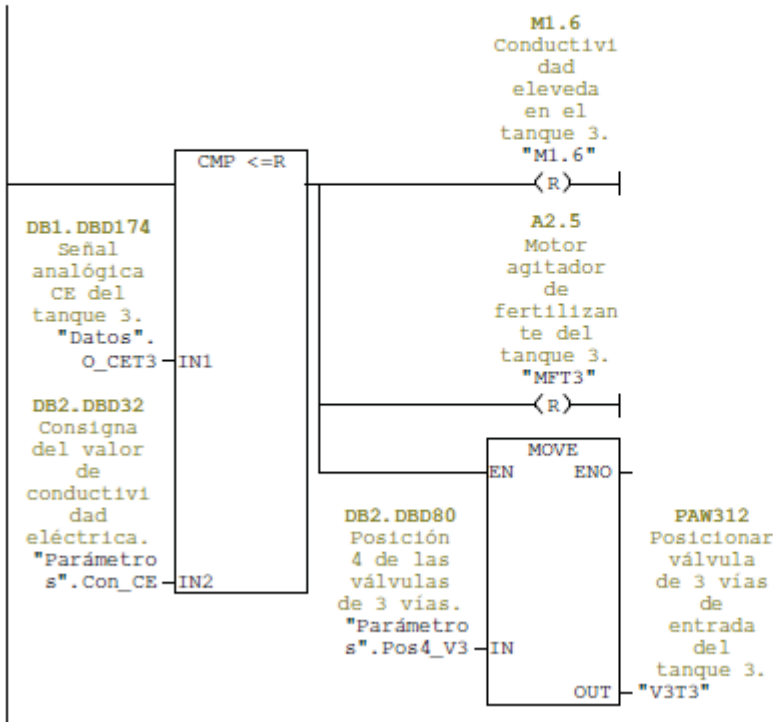 M1.6
Conductivi
dad
eleveda
en el
tanque 3.
"M1.6"
CMP <=R
R
DB1.DBD174
Señal
analógica
CE del
tanque 3.
"Datos".
O_CET3
IN1
A2.5
Motor
agitador
de
fertilizan
te del
tanque 3.
"MFT3"
R
DB2.DBD32
Consigna
del valor
de
conductivi
dad
eléctrica.
"Parámetro
s".Con_CE
IN2
MOVE
EN ENO
DB2.DBD80
Posición
4 de las
válvulas
de 3 vías.
"Parámetro
s".Pos4_V3
IN
PAW312
Posicionar
válvula
de 3 vías
de
entrada
del
tanque 3.
OUT
"V3T3"